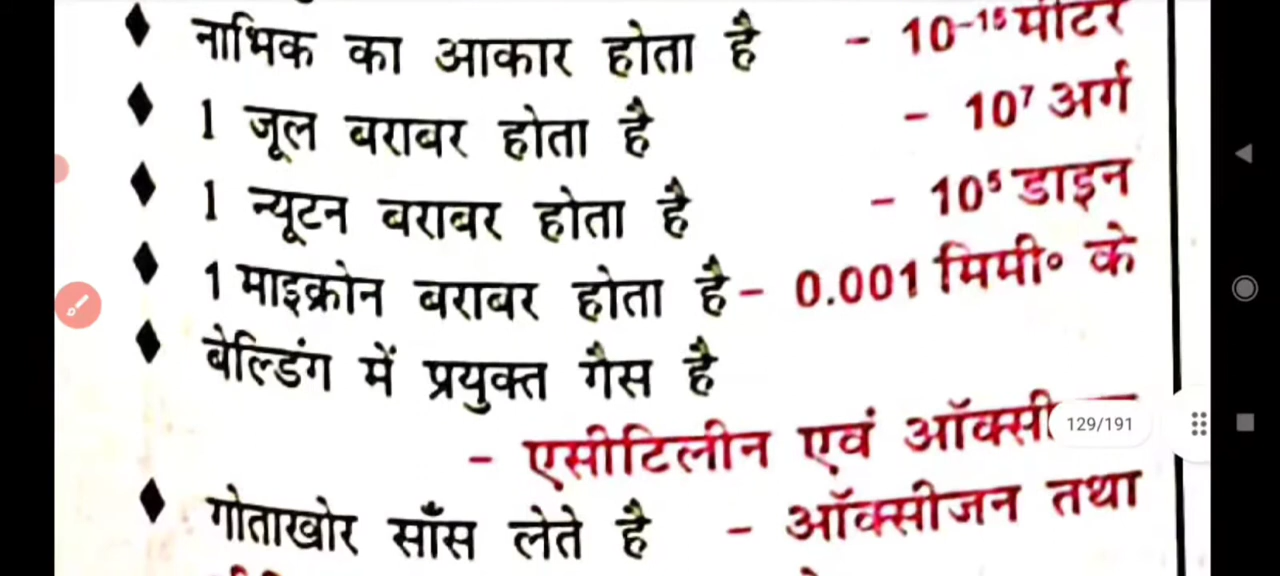 नाभिक का आकार होता है - 10⁻¹⁵ मीटर
1 जूल बराबर होता है - 10⁷ अर्ग
1 न्यूटन बराबर होता है - 10⁵ डाइन
1 माइक्रोन बराबर होता है - 0.001 मिमी॰ के
बेल्डिंग में प्रयुक्त गैस है
- एसीटिलीन एवं
129/191
गोताखोर साँस लेते है - ऑक्सीजन तथा